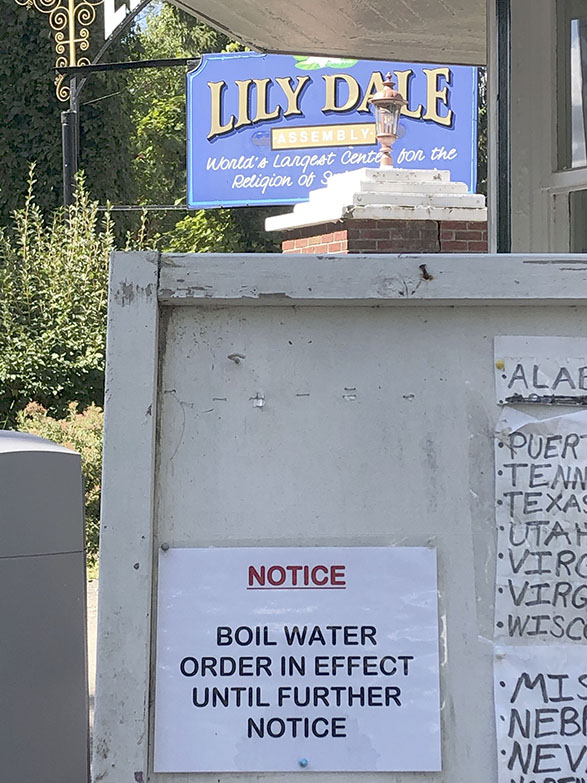 LILY DALE
ASSEMBLY
World's Largest Center for the
Religion of
NOTICE
BOIL WATER
ORDER IN EFFECT
UNTIL FURTHER
NOTICE
•ALAB
•PUERT
•TENN
•TEXAS
•UTAH
•VIRG
•VIRG
•WISCO
•MIS
•NEBR
•NEV